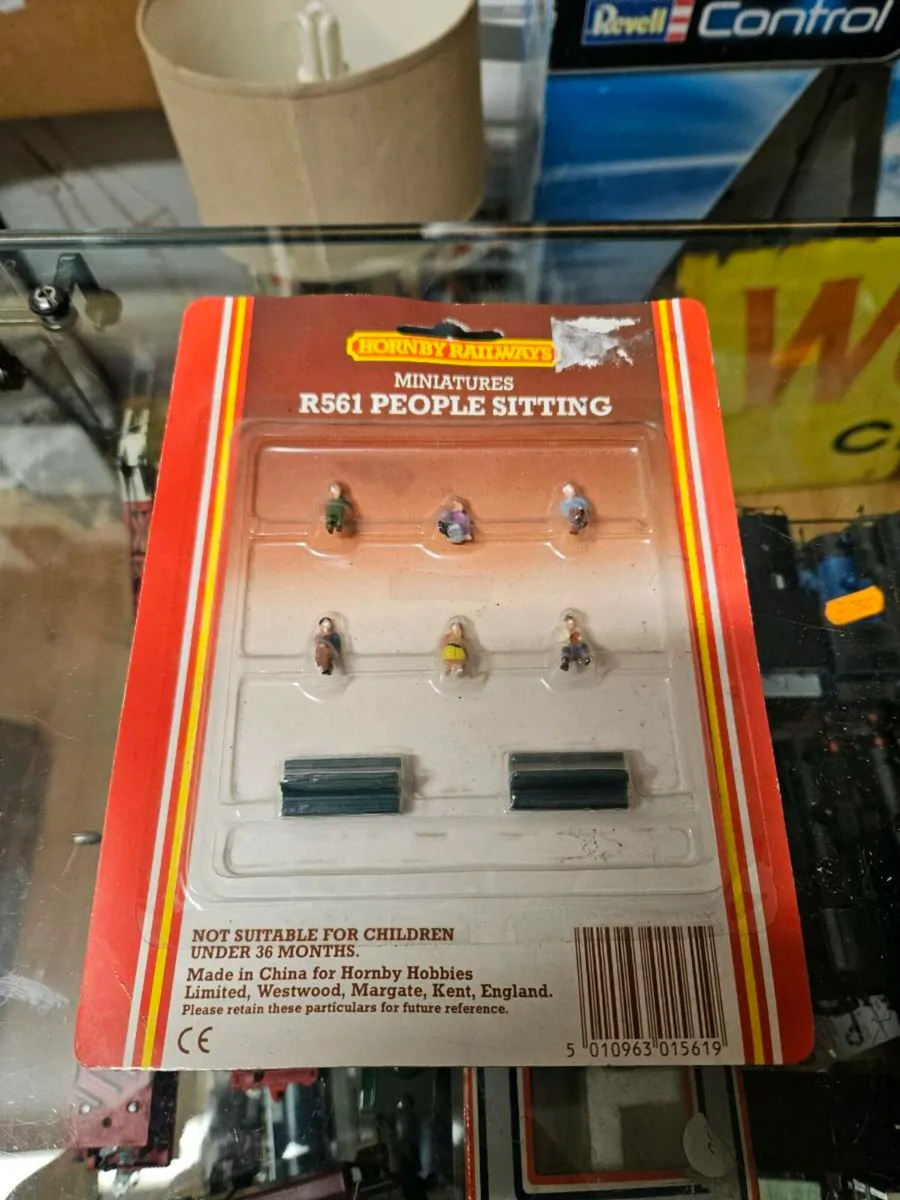 Revell Control
HORNBY RAILWAYS
MINIATURES
R561 PEOPLE SITTING
NOT SUITABLE FOR CHILDREN
UNDER 36 MONTHS.
Made in China for Hornby Hobbies
Limited, Westwood, Margate, Kent, England.
Please retain these particulars for future reference.
CE
5 010963 015619